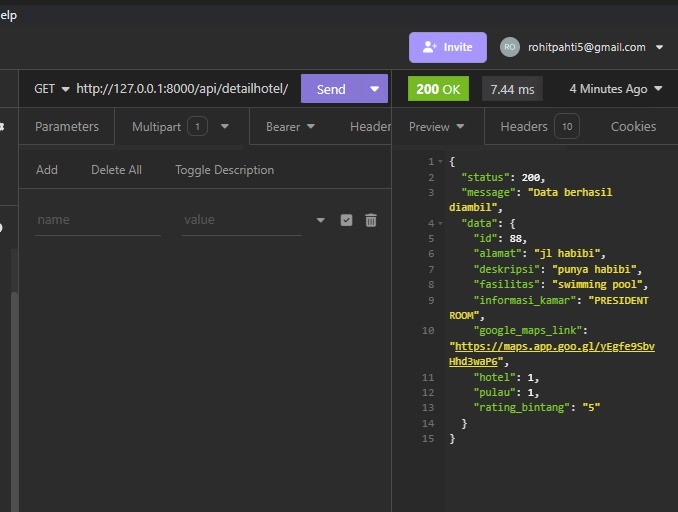 elp
Invite
RO rohitpahti5@gmail.com
GET http://127.0.0.1:8000/api/detailhotel/ Send
200 OK 7.44 ms 4 Minutes Ago
Parameters Multipart 1 Bearer Header
Preview Headers 10 Cookies
Add Delete All Toggle Description
name value
1 {
2 "status": 200,
3 "message": "Data berhasil
diambil",
4 "data": {
5 "id": 88,
6 "alamat": "jl habibi",
7 "deskripsi": "punya habibi",
8 "fasilitas": "swimming pool",
9 "informasi_kamar": "PRESIDENT
ROOM",
10 "google_maps_link":
"https://maps.app.goo.gl/yEgfe9Sbv
Hhd3waP6",
11 "hotel": 1,
12 "pulau": 1,
13 "rating_bintang": "5"
14 }
15 }